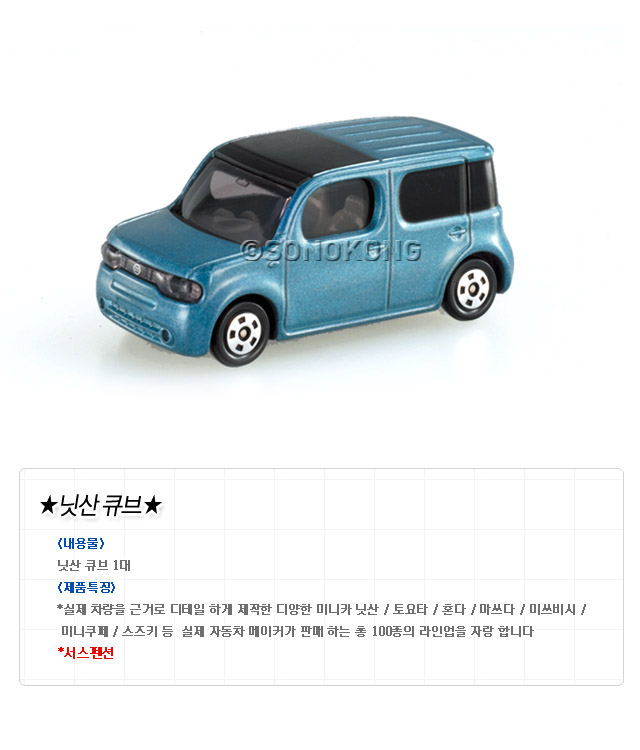 ©SONOKONG
★닛산 큐브★
<내용물>
닛산 큐브 1대
<제품특징>
*실제 차량을 근거로 디테일 하게 제작한 다양한 미니카 닛산 / 토요타 / 혼다 / 마쓰다 / 미쓰비시 /
미니쿠페 / 스즈키 등 실제 자동차 메이커가 판매 하는 총 100종의 라인업을 자랑 합니다
*서스펜션